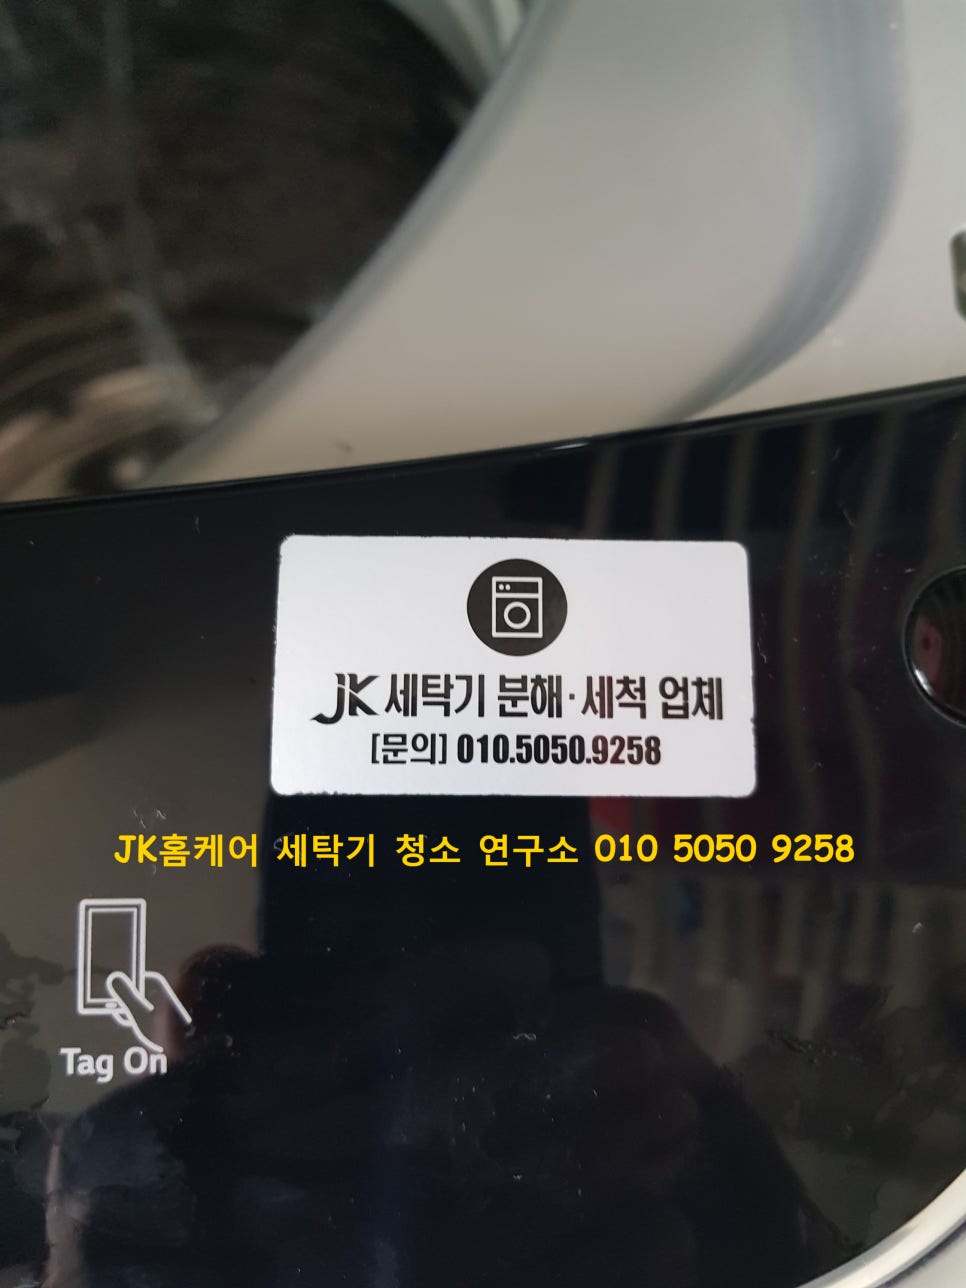 JK 세탁기 분해·세척 업체
[문의] 010.5050.9258
JK홈케어 세탁기 청소 연구소 010 5050 9258
Tag On